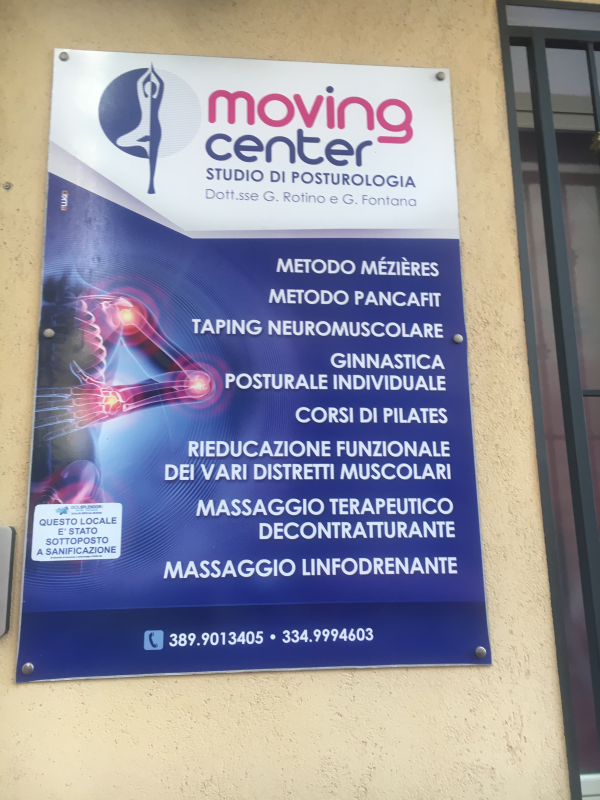 moving
center
STUDIO DI POSTUROLOGIA
Dott.sse G. Rotino e G. Fontana
METODO MÉZIÈRES
METODO PANCAFIT
TAPING NEUROMUSCOLARE
GINNASTICA
POSTURALE INDIVIDUALE
CORSI DI PILATES
RIEDUCAZIONE FUNZIONALE
DEI VARI DISTRETTI MUSCOLARI
MASSAGGIO TERAPEUTICO
DECONTRATTURANTE
MASSAGGIO LINFODRENANTE
QUESTO LOCALE
E' STATO
SOTTOPOSTO
A SANIFICAZIONE
389.9013405 • 334.9994603